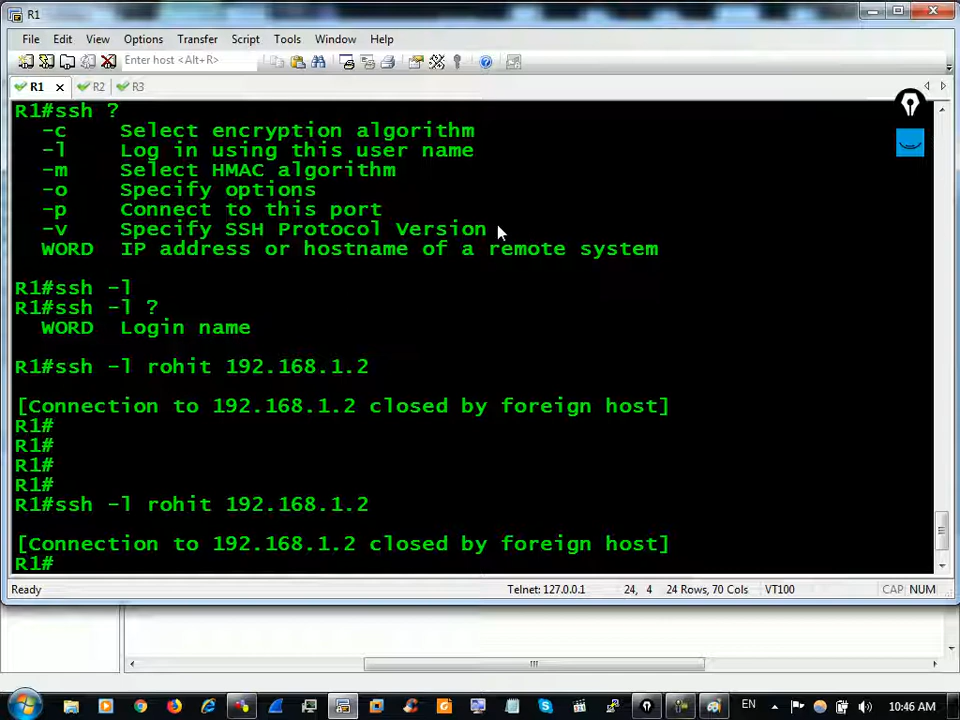 R1
File Edit View Options Transfer Script Tools Window Help
Enter host <Alt+R>
R1 R2 R3
R1#ssh ?
-c Select encryption algorithm
-l Log in using this user name
-m Select HMAC algorithm
-o Specify options
-p Connect to this port
-v Specify SSH Protocol Version
WORD IP address or hostname of a remote system
R1#ssh -l
R1#ssh -l ?
WORD Login name
R1#ssh -l rohit 192.168.1.2
[Connection to 192.168.1.2 closed by foreign host]
R1#
R1#
R1#
R1#
R1#ssh -l rohit 192.168.1.2
[Connection to 192.168.1.2 closed by foreign host]
R1#
Ready Telnet: 127.0.0.1 24, 4 24 Rows, 70 Cols VT100 CAP NUM
EN 10:46 AM